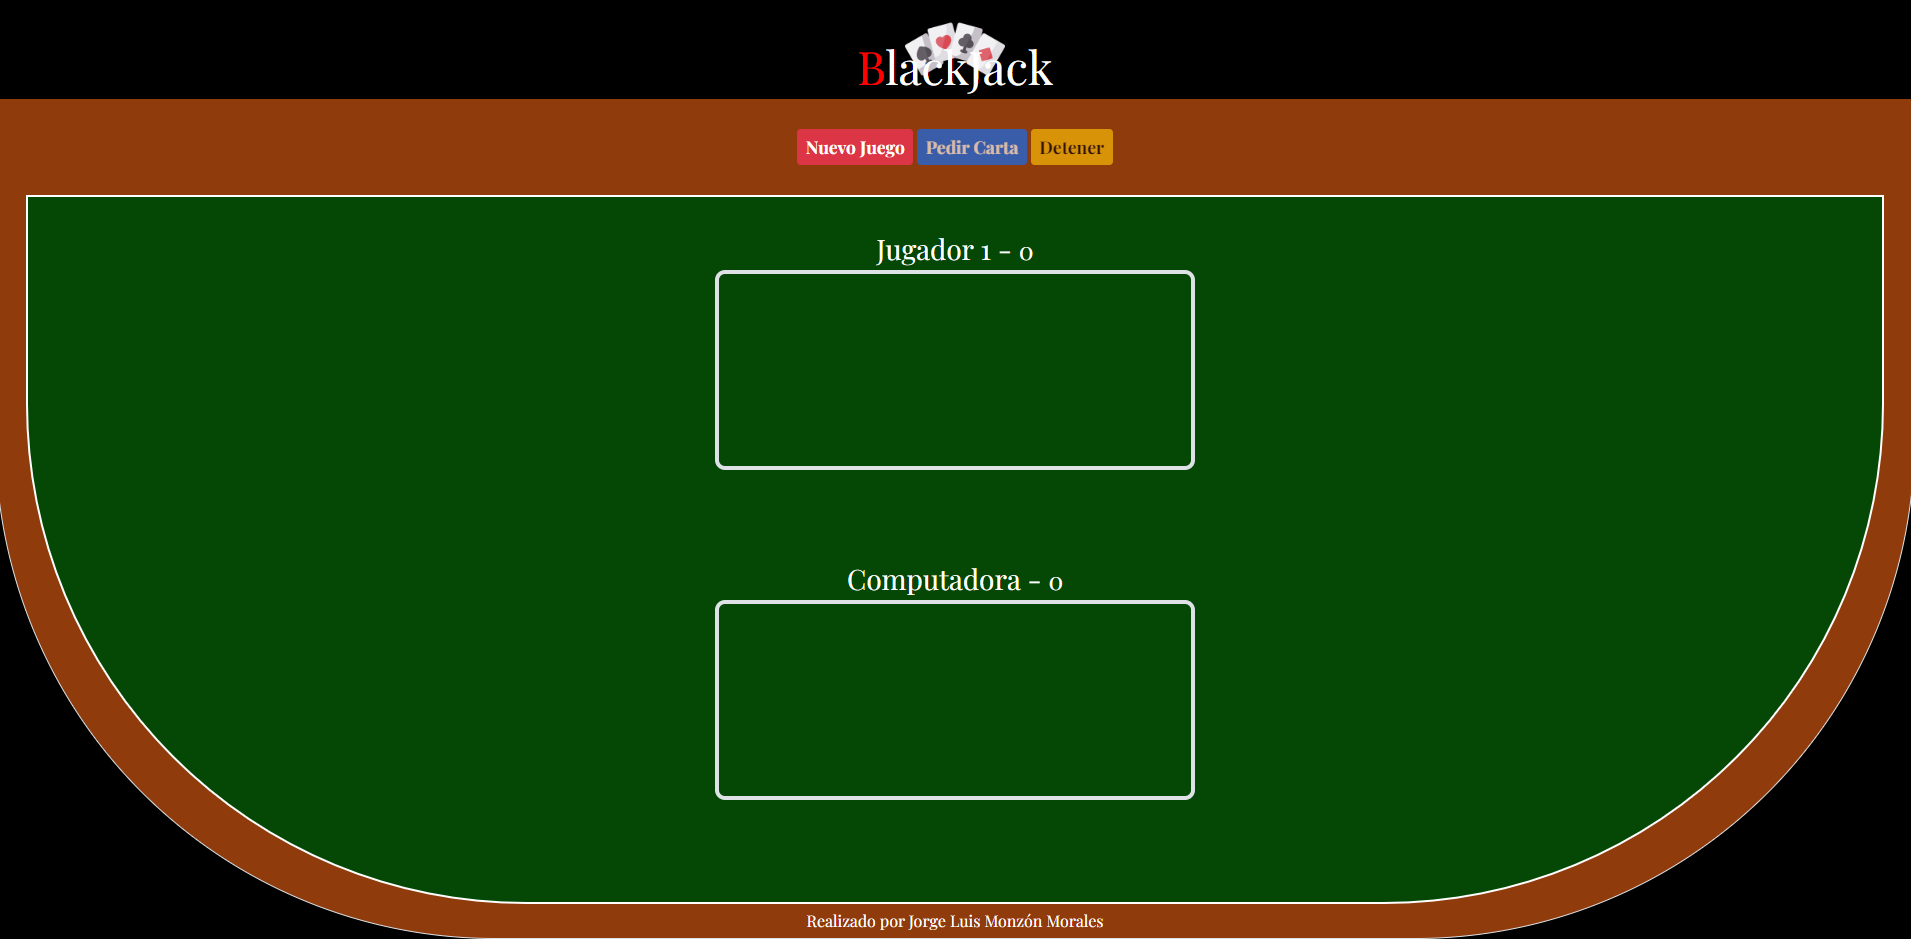 BlackJack
Nuevo Juego Pedir Carta Detener
Jugador 1 - 0
Computadora - 0
Realizado por Jorge Luis Monzón Morales